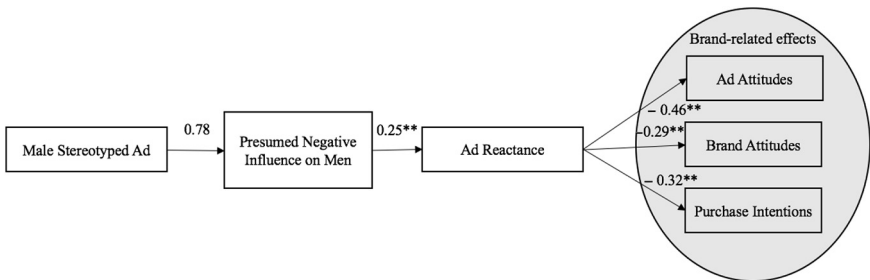 Brand-related effects
Ad Attitudes
– 0.46**
0.78
Presumed Negative
Influence on Men
0.25**
–0.29**
Male Stereotyped Ad
Ad Reactance
Brand Attitudes
– 0.32**
Purchase Intentions